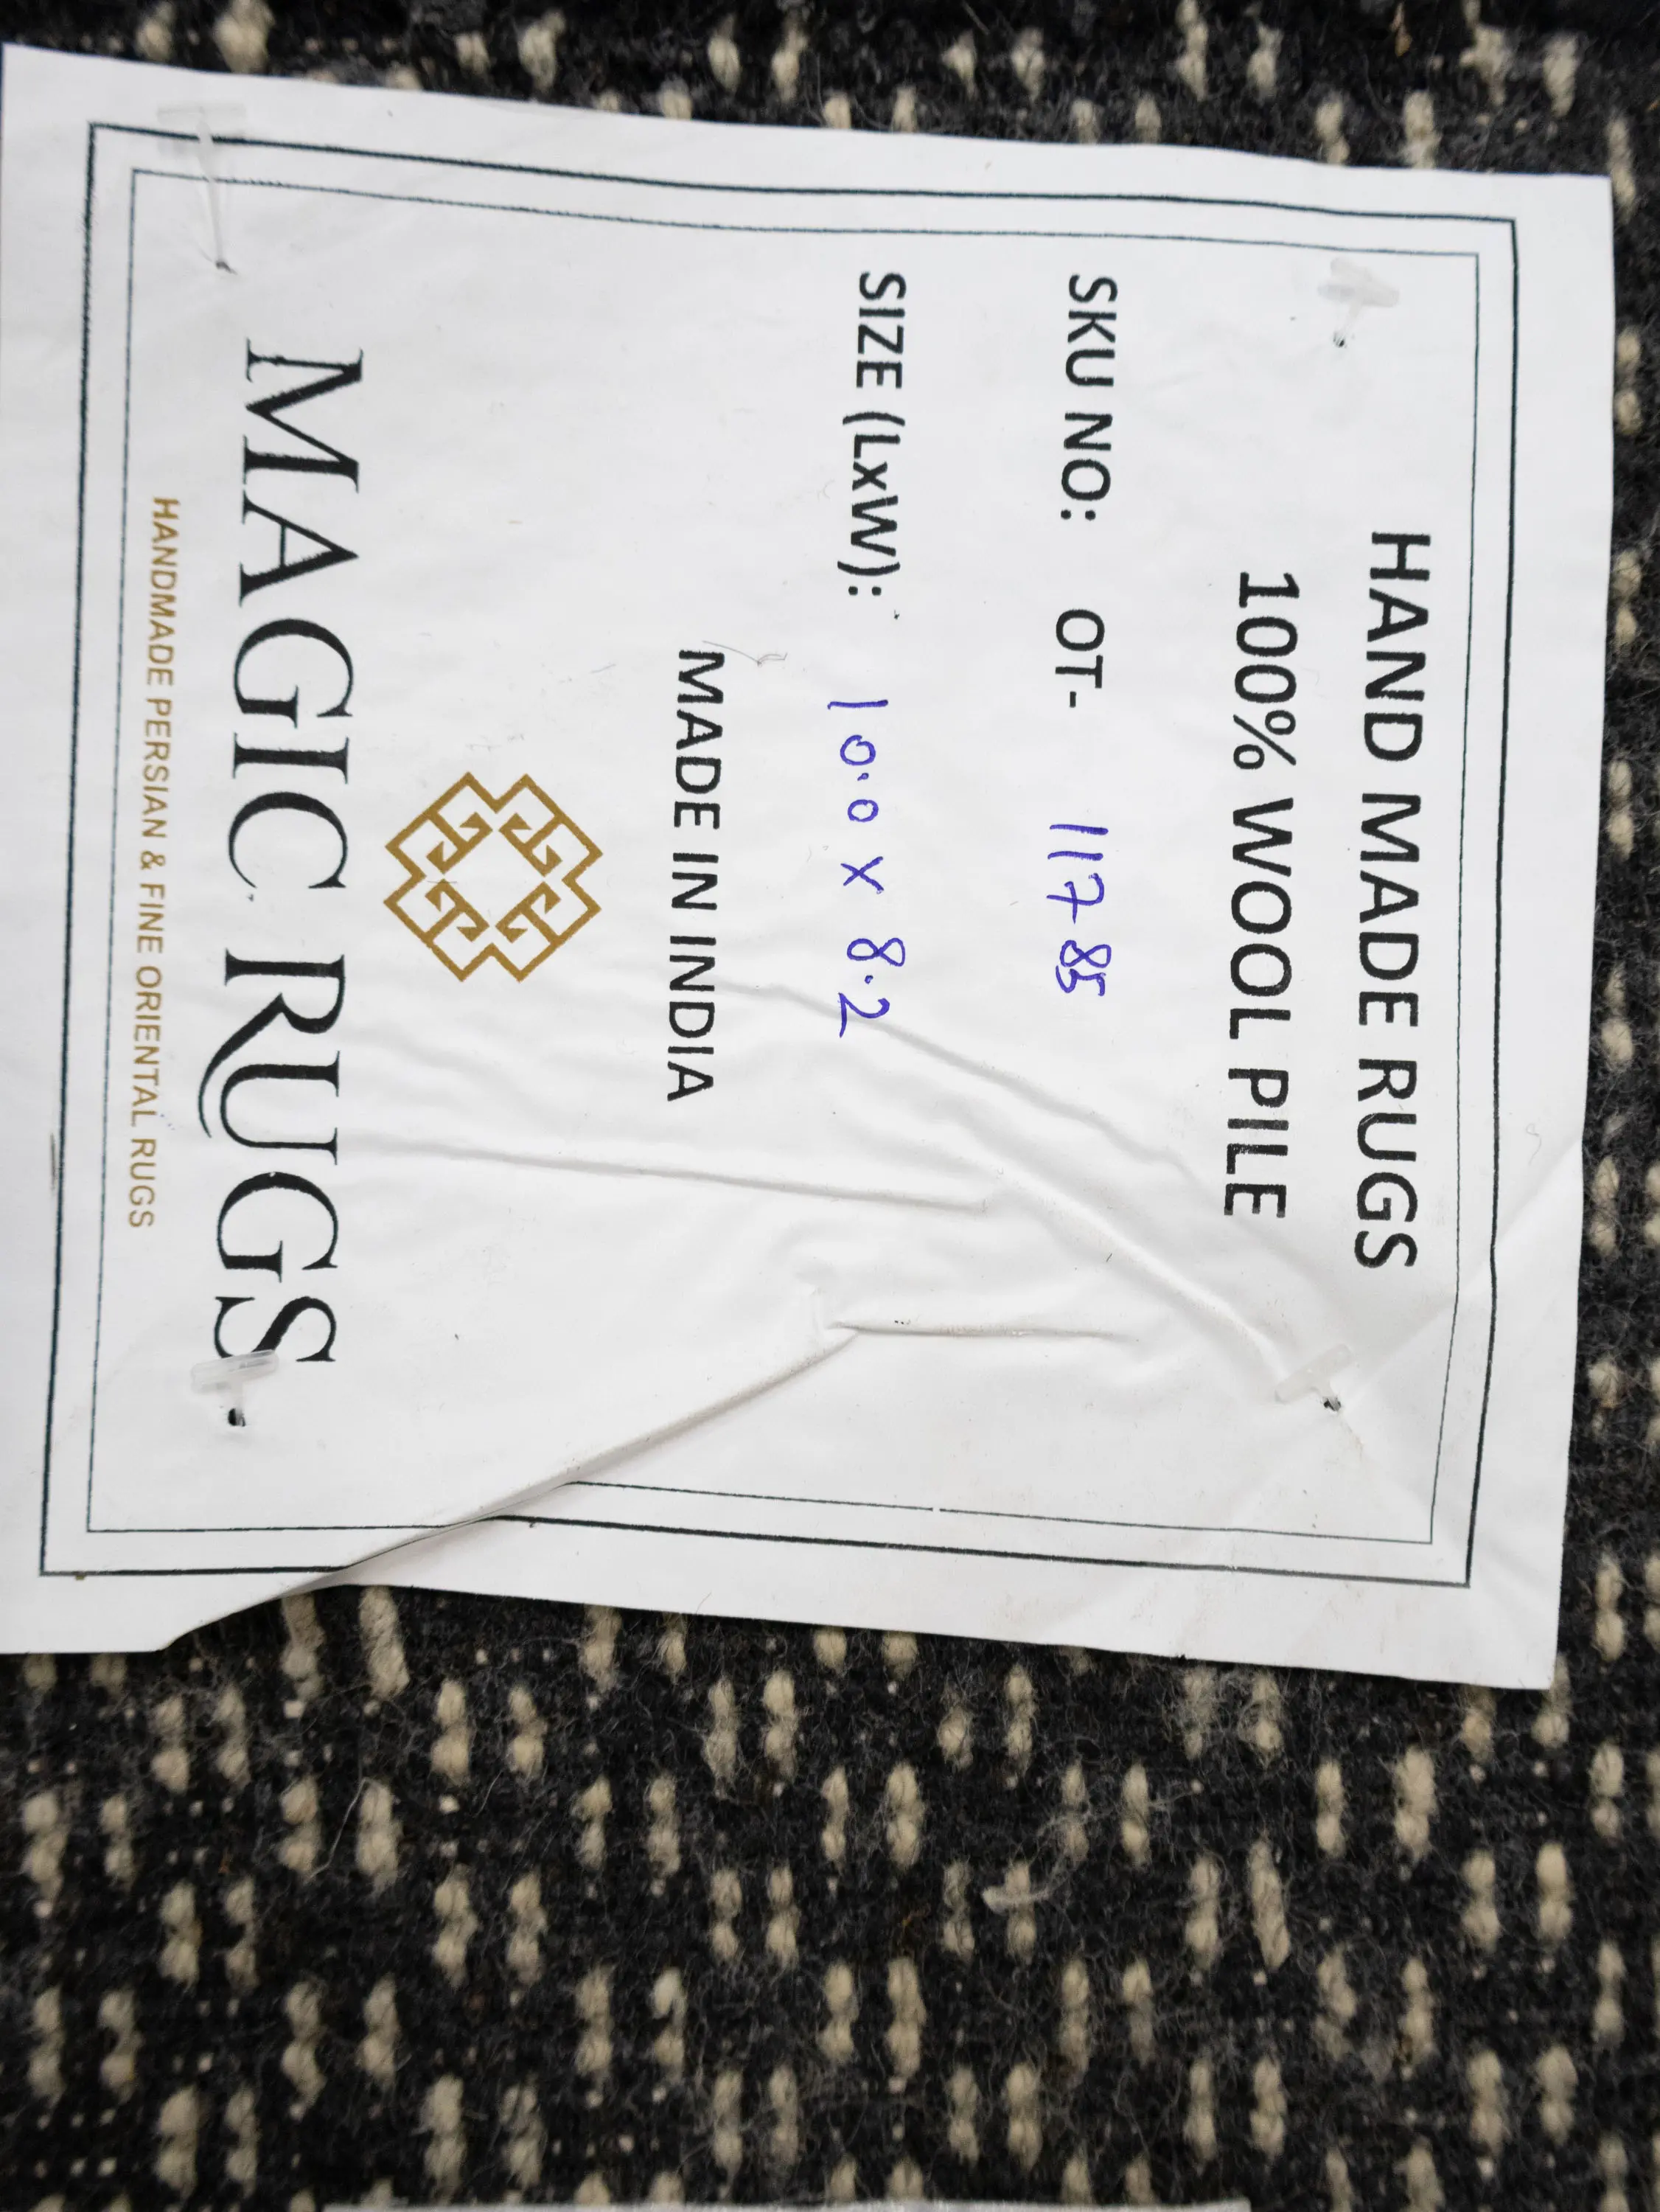 HAND MADE RUGS
100% WOOL PILE
SKU NO: OT- 11785
SIZE (LxW): 10.0 x 8.2
MADE IN INDIA
MAGIC RUGS
HANDMADE PERSIAN & FINE ORIENTAL RUGS